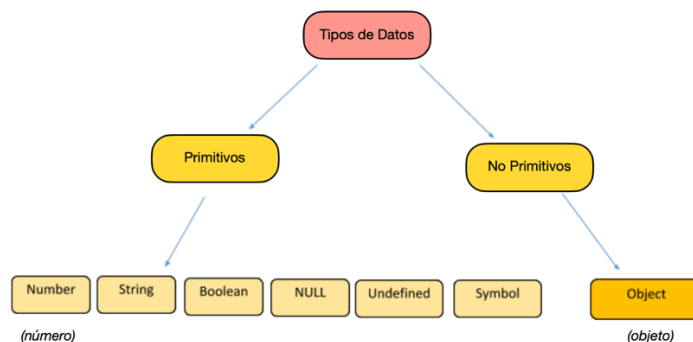 Tipos de Datos
Primitivos
No Primitivos
Number String Boolean NULL Undefined Symbol Object
(número) (objeto)